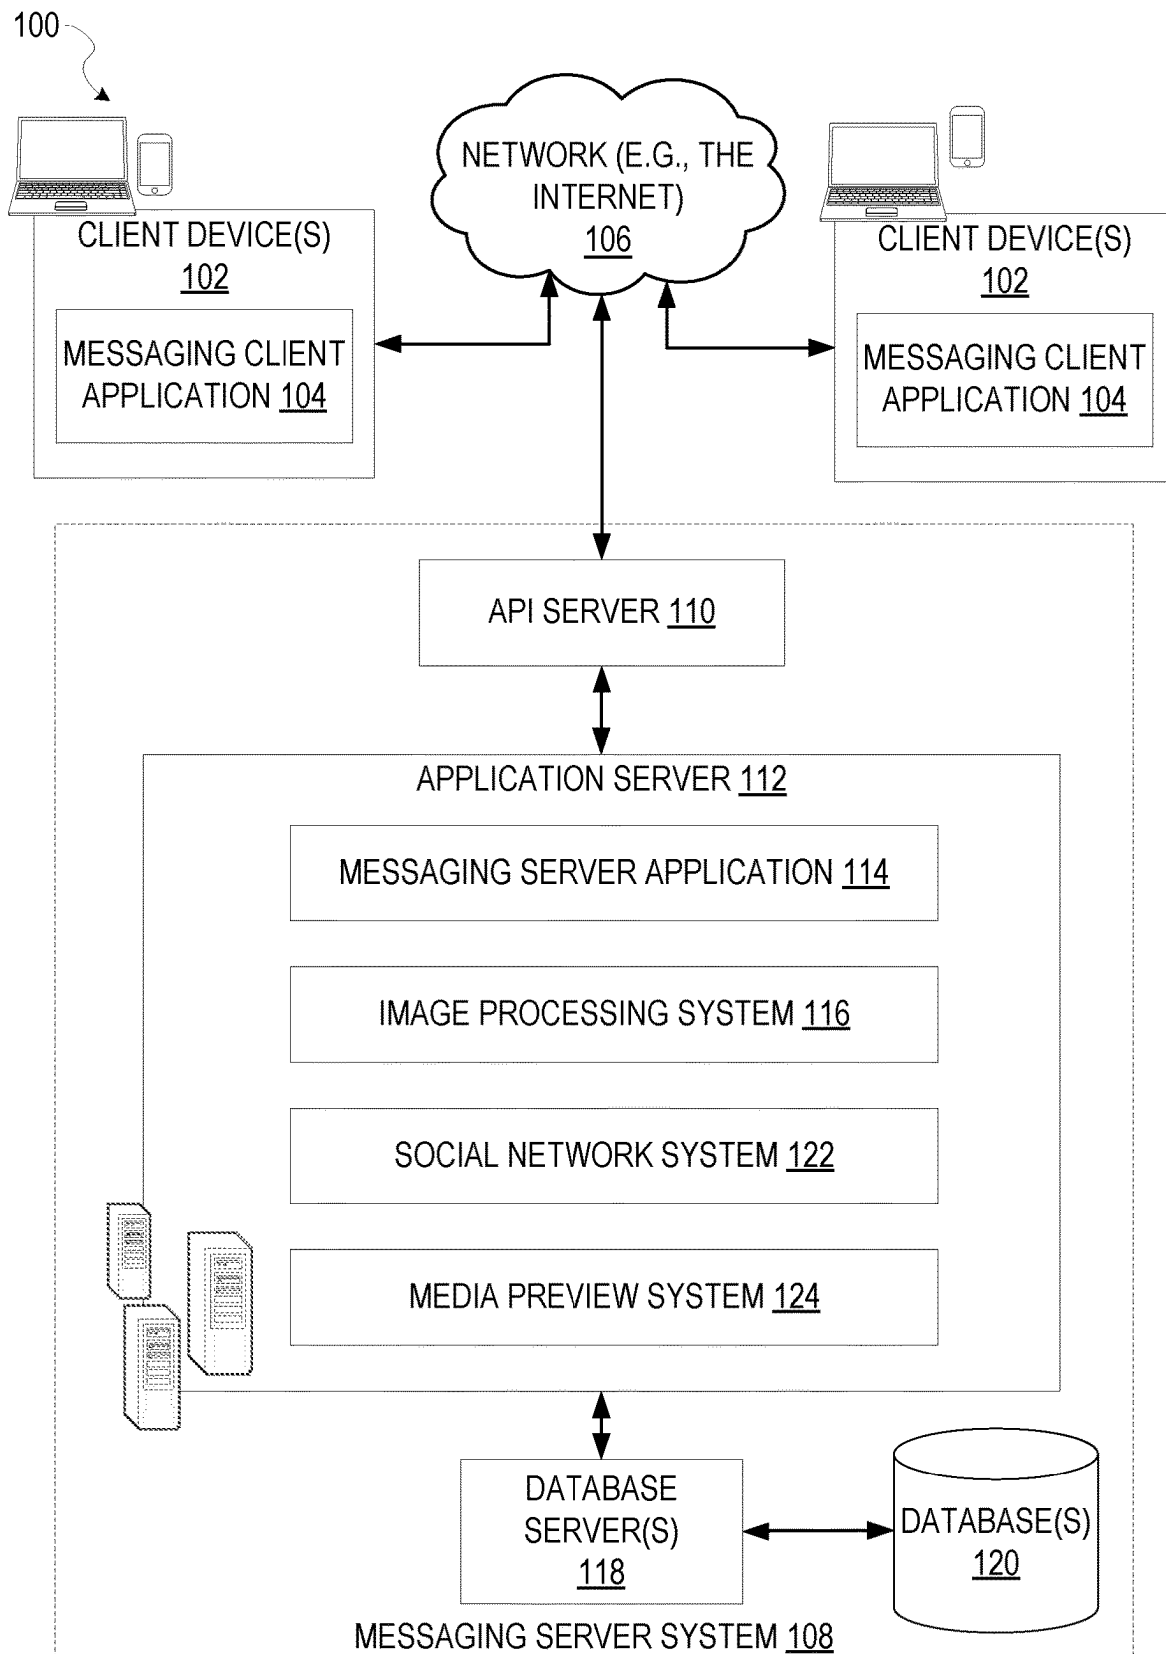 100
NETWORK (E.G., THE
INTERNET)
106
CLIENT DEVICE(S)
102
MESSAGING CLIENT
APPLICATION 104
CLIENT DEVICE(S)
102
MESSAGING CLIENT
APPLICATION 104
API SERVER 110
APPLICATION SERVER 112
MESSAGING SERVER APPLICATION 114
IMAGE PROCESSING SYSTEM 116
SOCIAL NETWORK SYSTEM 122
MEDIA PREVIEW SYSTEM 124
DATABASE
SERVER(S)
118
DATABASE(S)
120
MESSAGING SERVER SYSTEM 108